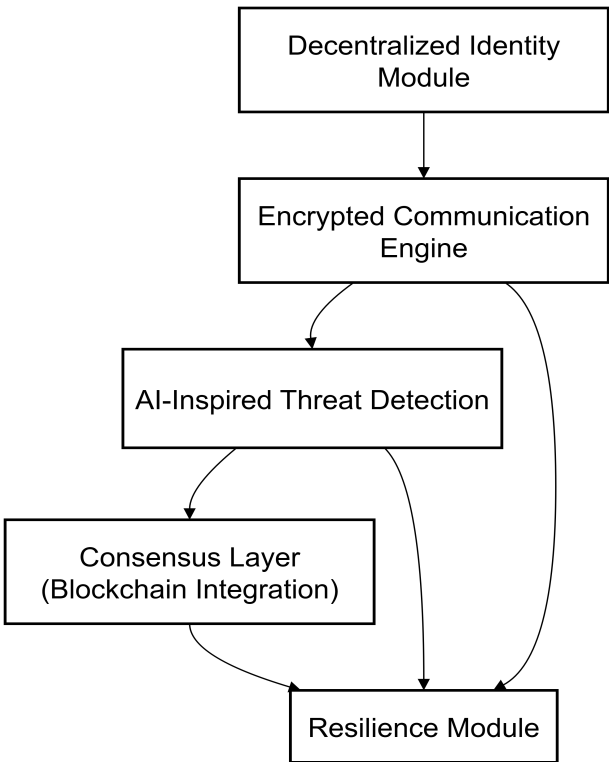 Decentralized Identity
Module
Encrypted Communication
Engine
AI-Inspired Threat Detection
Consensus Layer
(Blockchain Integration)
Resilience Module